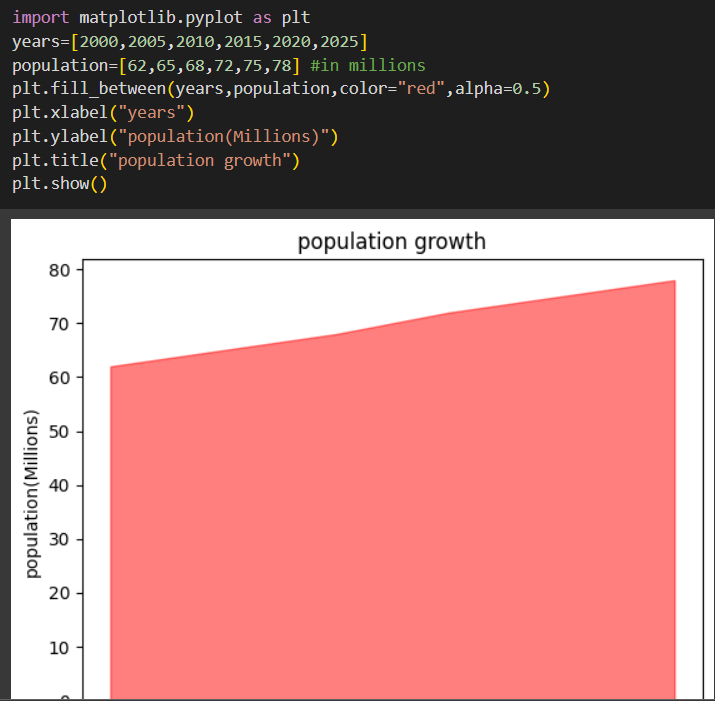 import matplotlib.pyplot as plt
years=[2000,2005,2010,2015,2020,2025]
population=[62,65,68,72,75,78] #in millions
plt.fill_between(years,population,color="red",alpha=0.5)
plt.xlabel("years")
plt.ylabel("population(Millions)")
plt.title("population growth")
plt.show()
population growth
80
70
60
50
40
30
20
10
population(Millions)